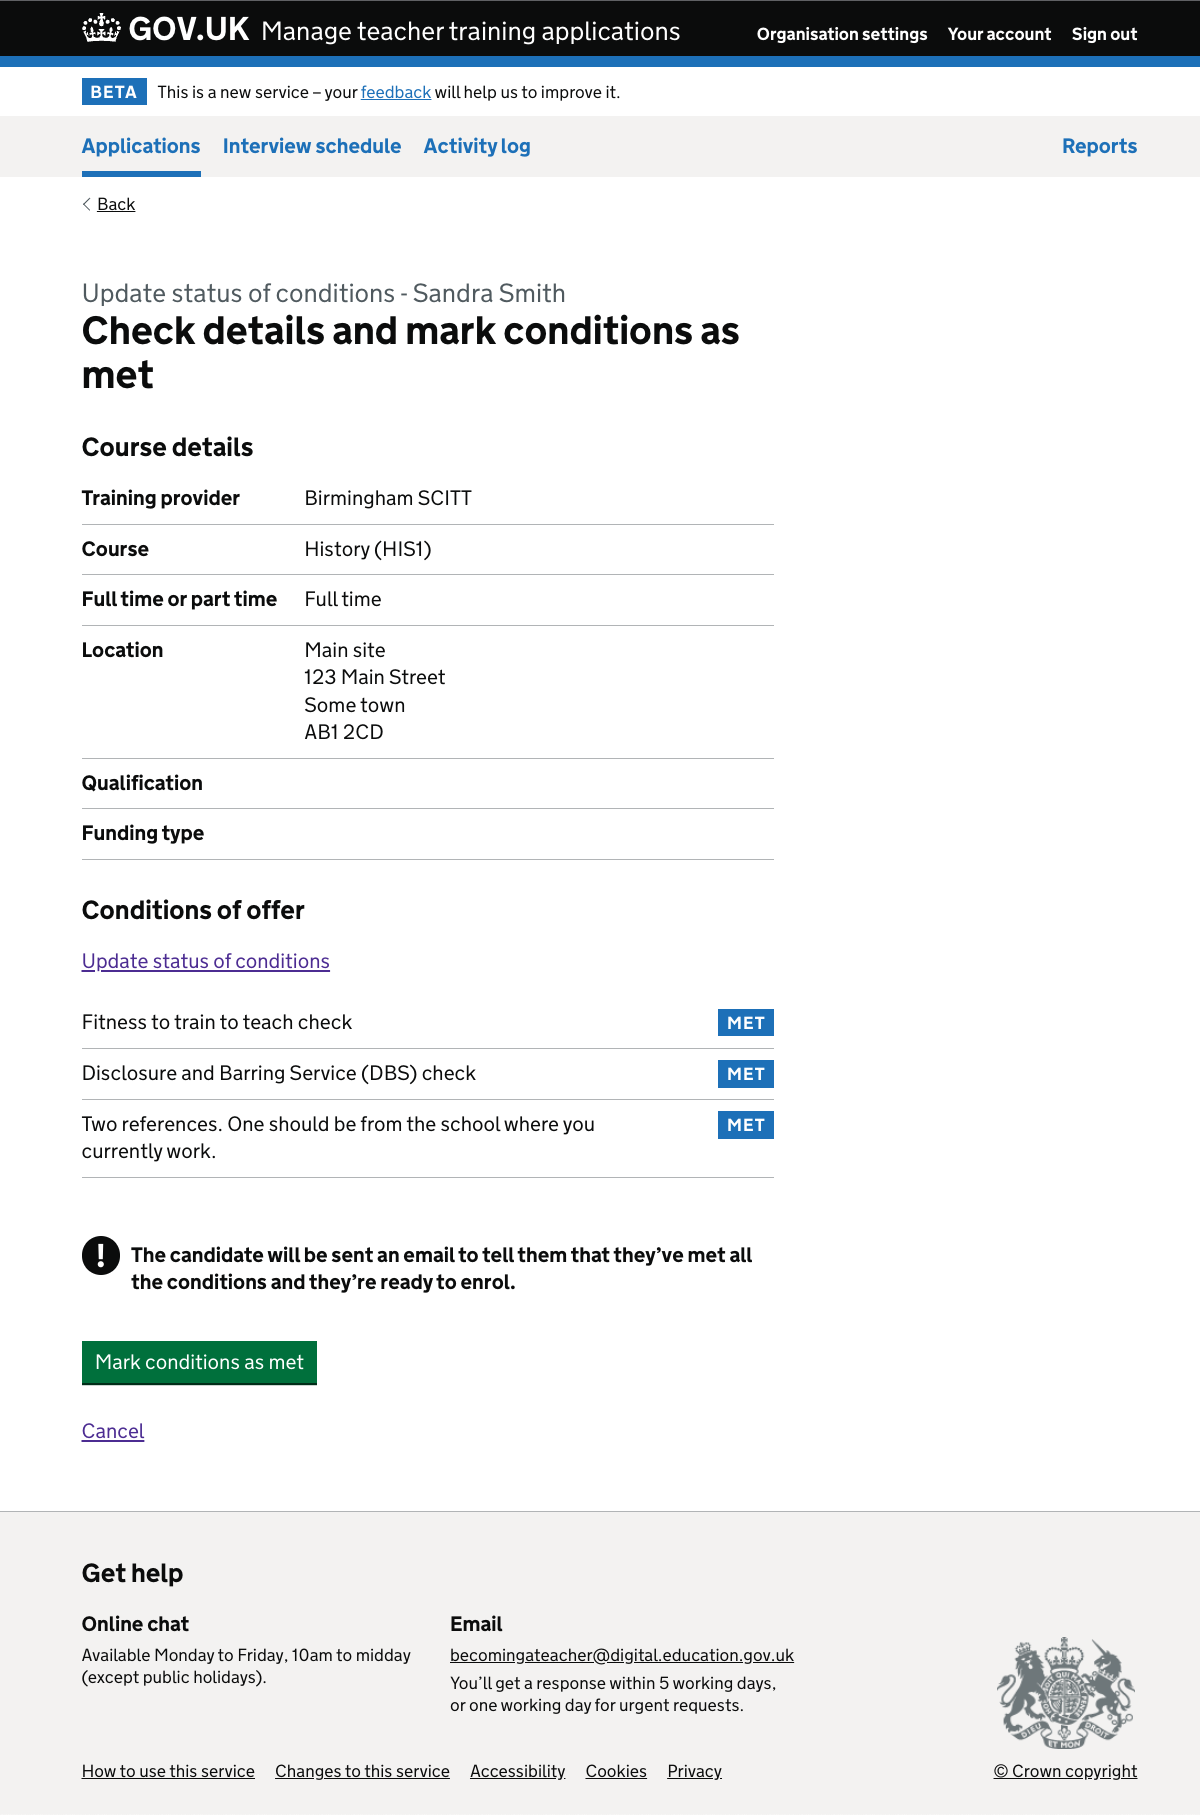 GOV.UK Manage teacher training applications Organisation settings Your account Sign out
BETA This is a new service – your feedback will help us to improve it.
Applications Interview schedule Activity log Reports
Back
Update status of conditions - Sandra Smith
Check details and mark conditions as
met
Course details
Training provider Birmingham SCITT
Course History (HIS1)
Full time or part time Full time
Location Main site
123 Main Street
Some town
AB1 2CD
Qualification
Funding type
Conditions of offer
Update status of conditions
Fitness to train to teach check MET
Disclosure and Barring Service (DBS) check MET
Two references. One should be from the school where you MET
currently work.
! The candidate will be sent an email to tell them that they’ve met all
the conditions and they’re ready to enrol.
Mark conditions as met
Cancel
Get help
Online chat
Available Monday to Friday, 10am to midday
(except public holidays).
Email
becomingateacher@digital.education.gov.uk
You’ll get a response within 5 working days,
or one working day for urgent requests.
DIEU ET MON DROIT
How to use this service Changes to this service Accessibility Cookies Privacy © Crown copyright